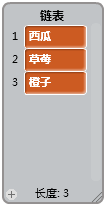 链表
1 西瓜
2 草莓
3 橙子
+ 长度: 3 =